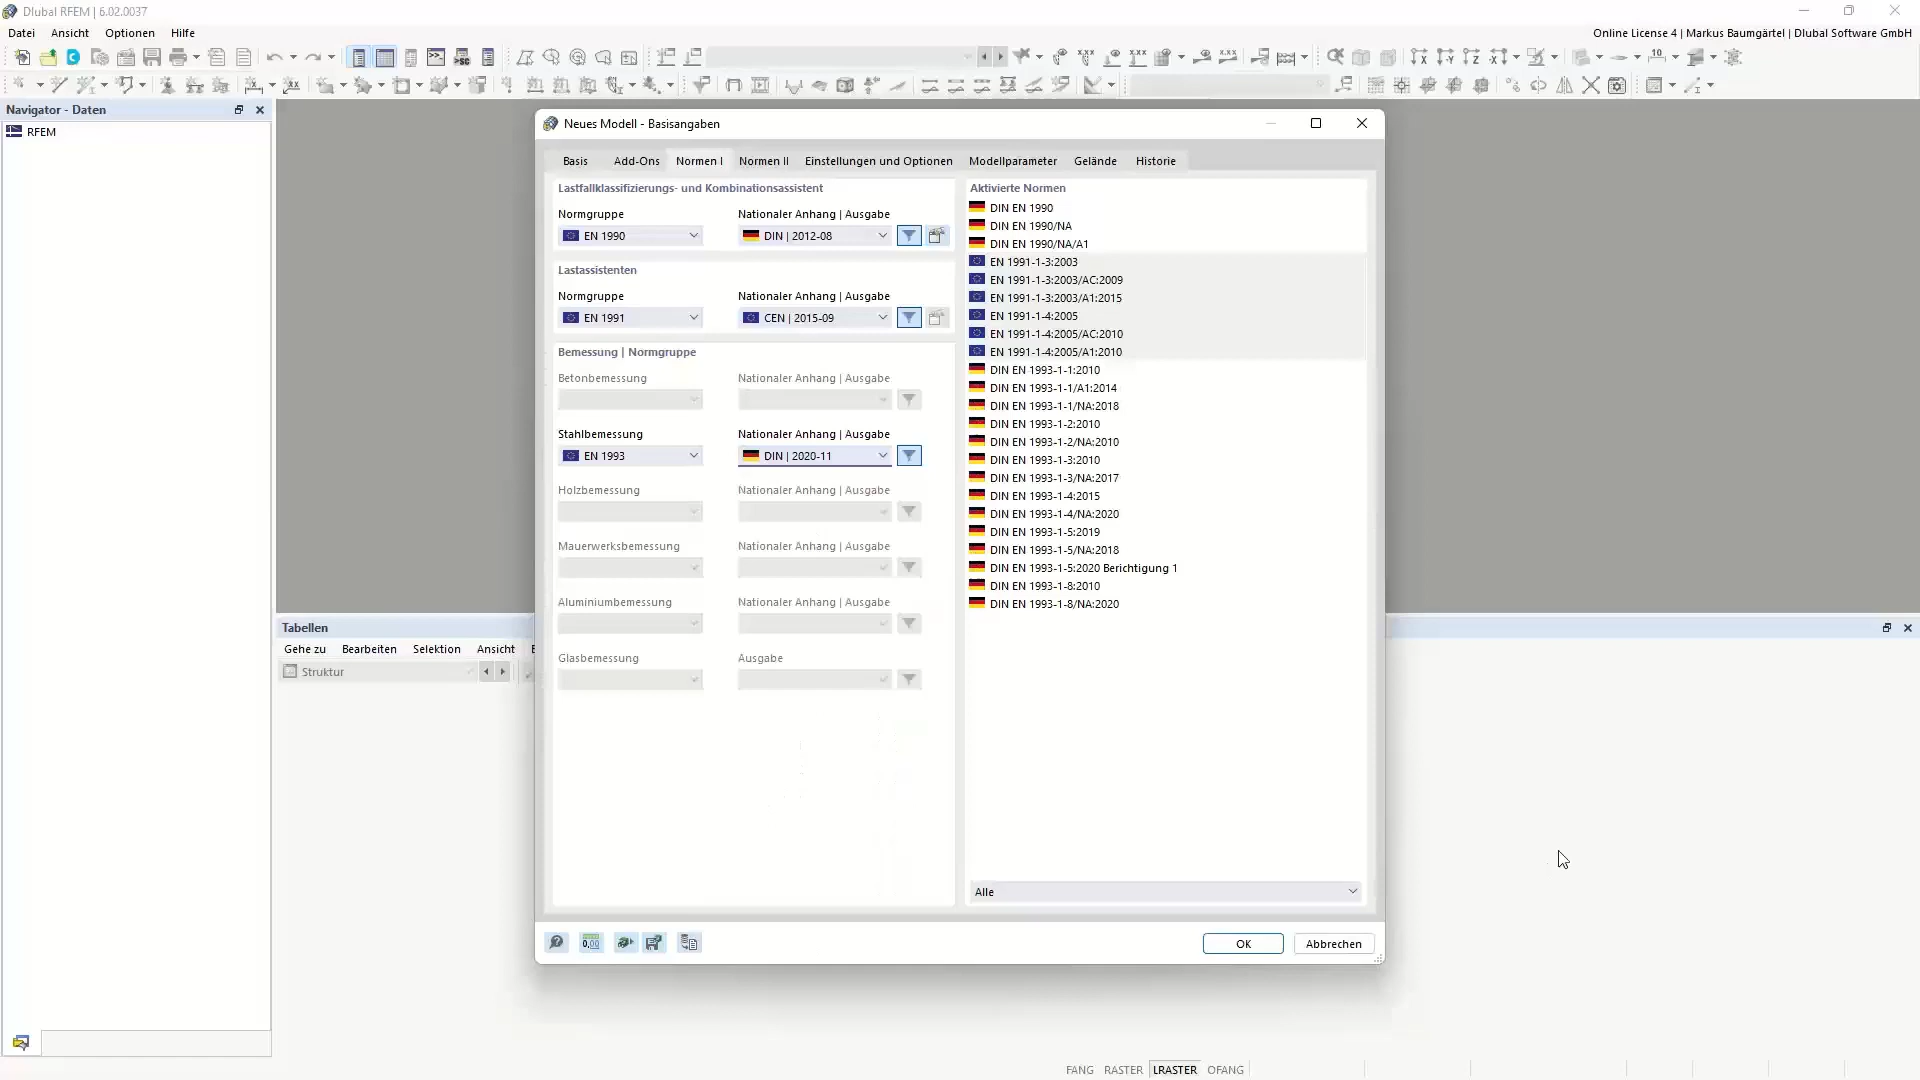 Dlubal RFEM | 6.02.0037
Datei Ansicht Optionen Hilfe
Online License 4 | Markus Baumgärtel | Dlubal Software GmbH
Navigator - Daten
RFEM
Neues Modell - Basisangaben
Basis Add-Ons Normen I Normen II Einstellungen und Optionen Modellparameter Gelände Historie
Lastfallklassifizierungs- und Kombinationsassistent
Normgruppe Nationaler Anhang | Ausgabe
EN 1990 DIN | 2012-08
Lastassistenten
Normgruppe Nationaler Anhang | Ausgabe
EN 1991 CEN | 2015-09
Bemessung | Normgruppe
Betonbemessung Nationaler Anhang | Ausgabe
Stahlbemessung Nationaler Anhang | Ausgabe
EN 1993 DIN | 2020-11
Holzbemessung Nationaler Anhang | Ausgabe
Mauerwerksbemessung Nationaler Anhang | Ausgabe
Aluminiumbemessung Nationaler Anhang | Ausgabe
Glasbemessung Ausgabe
Aktivierte Normen
DIN EN 1990
DIN EN 1990/NA
DIN EN 1990/NA/A1
EN 1991-1-3:2003
EN 1991-1-3:2003/AC:2009
EN 1991-1-3:2003/A1:2015
EN 1991-1-4:2005
EN 1991-1-4:2005/AC:2010
EN 1991-1-4:2005/A1:2010
DIN EN 1993-1-1:2010
DIN EN 1993-1-1/A1:2014
DIN EN 1993-1-1/NA:2018
DIN EN 1993-1-2:2010
DIN EN 1993-1-2/NA:2010
DIN EN 1993-1-3:2010
DIN EN 1993-1-3/NA:2017
DIN EN 1993-1-4:2015
DIN EN 1993-1-4/NA:2020
DIN EN 1993-1-5:2019
DIN EN 1993-1-5/NA:2018
DIN EN 1993-1-5:2020 Berichtigung 1
DIN EN 1993-1-8:2010
DIN EN 1993-1-8/NA:2020
Alle
OK Abbrechen
Tabellen
Gehe zu Bearbeiten Selektion Ansicht
Struktur
FANG RASTER LRASTER OFANG